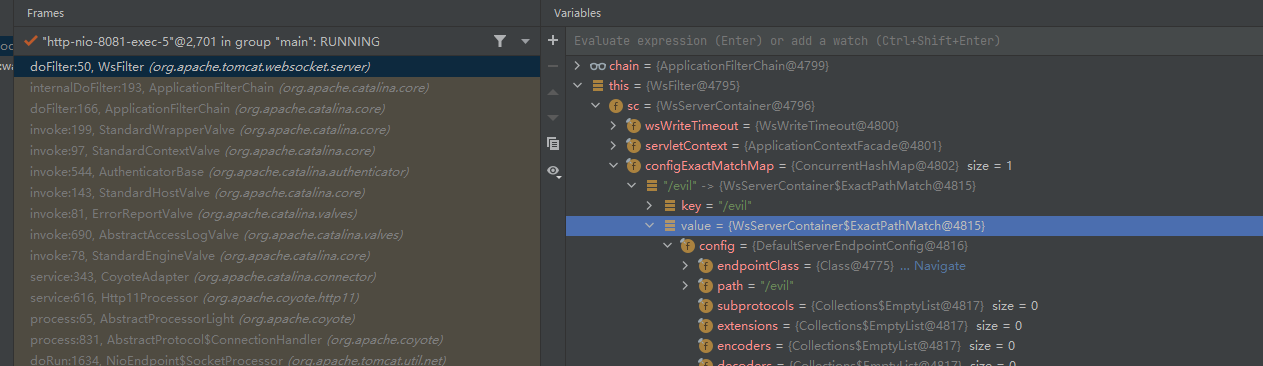 Frames
"http-nio-8081-exec-5"@2,701 in group "main": RUNNING
doFilter:50, WsFilter (org.apache.tomcat.websocket.server)
internalDoFilter:193, ApplicationFilterChain (org.apache.catalina.core)
doFilter:166, ApplicationFilterChain (org.apache.catalina.core)
invoke:199, StandardWrapperValve (org.apache.catalina.core)
invoke:97, StandardContextValve (org.apache.catalina.core)
invoke:544, AuthenticatorBase (org.apache.catalina.authenticator)
invoke:143, StandardHostValve (org.apache.catalina.core)
invoke:81, ErrorReportValve (org.apache.catalina.valves)
invoke:690, AbstractAccessLogValve (org.apache.catalina.valves)
invoke:78, StandardEngineValve (org.apache.catalina.core)
service:343, CoyoteAdapter (org.apache.catalina.connector)
service:616, Http11Processor (org.apache.coyote.http11)
process:65, AbstractProcessorLight (org.apache.coyote)
process:831, AbstractProtocol$ConnectionHandler (org.apache.coyote)
doRun:1634, NioEndpoint$SocketProcessor (org.apache.tomcat.util.net)
Variables
Evaluate expression (Enter) or add a watch (Ctrl+Shift+Enter)
chain = {ApplicationFilterChain@4799}
this = {WsFilter@4795}
sc = {WsServerContainer@4796}
wsWriteTimeout = {WsWriteTimeout@4800}
servletContext = {ApplicationContextFacade@4801}
configExactMatchMap = {ConcurrentHashMap@4802} size = 1
"/evil" -> {WsServerContainer$ExactPathMatch@4815}
key = "/evil"
value = {WsServerContainer$ExactPathMatch@4815}
config = {DefaultServerEndpointConfig@4816}
endpointClass = {Class@4775} ... Navigate
path = "/evil"
subprotocols = {Collections$EmptyList@4817} size = 0
extensions = {Collections$EmptyList@4817} size = 0
encoders = {Collections$EmptyList@4817} size = 0
decoders = {Collections$EmptyList@4817} size = 0